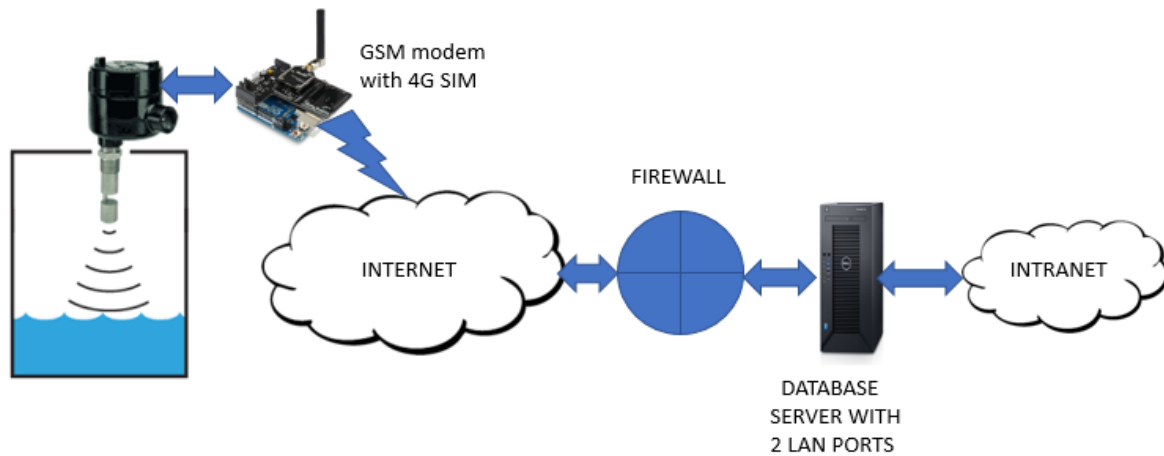 GSM modem
with 4G SIM
FIREWALL
INTERNET
INTRANET
DATABASE
SERVER WITH
2 LAN PORTS